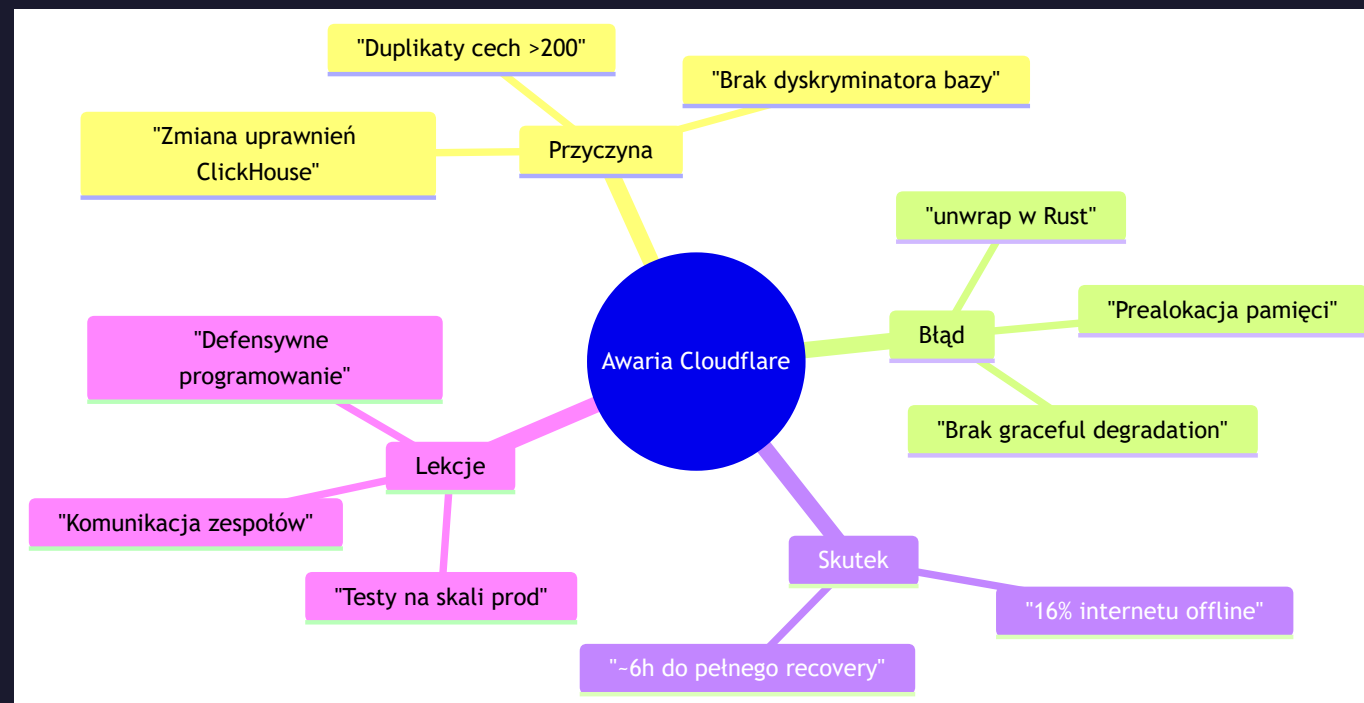 "Duplikaty cech >200"
"Brak dyskryminatora bazy"
"Zmiana uprawnień
ClickHouse"
Przyczyna
"unwrap w Rust"
"Prealokacja pamięci"
Błąd
"Brak graceful degradation"
Awaria Cloudflare
"Defensywne
programowanie"
Lekcje
"Komunikacja zespołów"
"Testy na skali prod"
Skutek
"16% internetu offline"
"~6h do pełnego recovery"